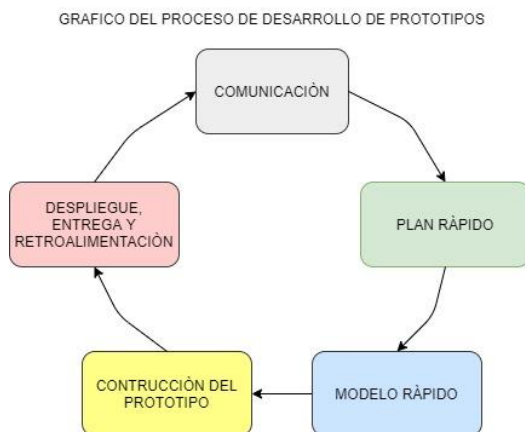 GRAFICO DEL PROCESO DE DESARROLLO DE PROTOTIPOS
COMUNICACIÒN
PLAN RÀPIDO
MODELO RÀPIDO
CONTRUCCIÒN DEL
PROTOTIPO
DESPLIEGUE,
ENTREGA Y
RETROALIMENTACIÒN